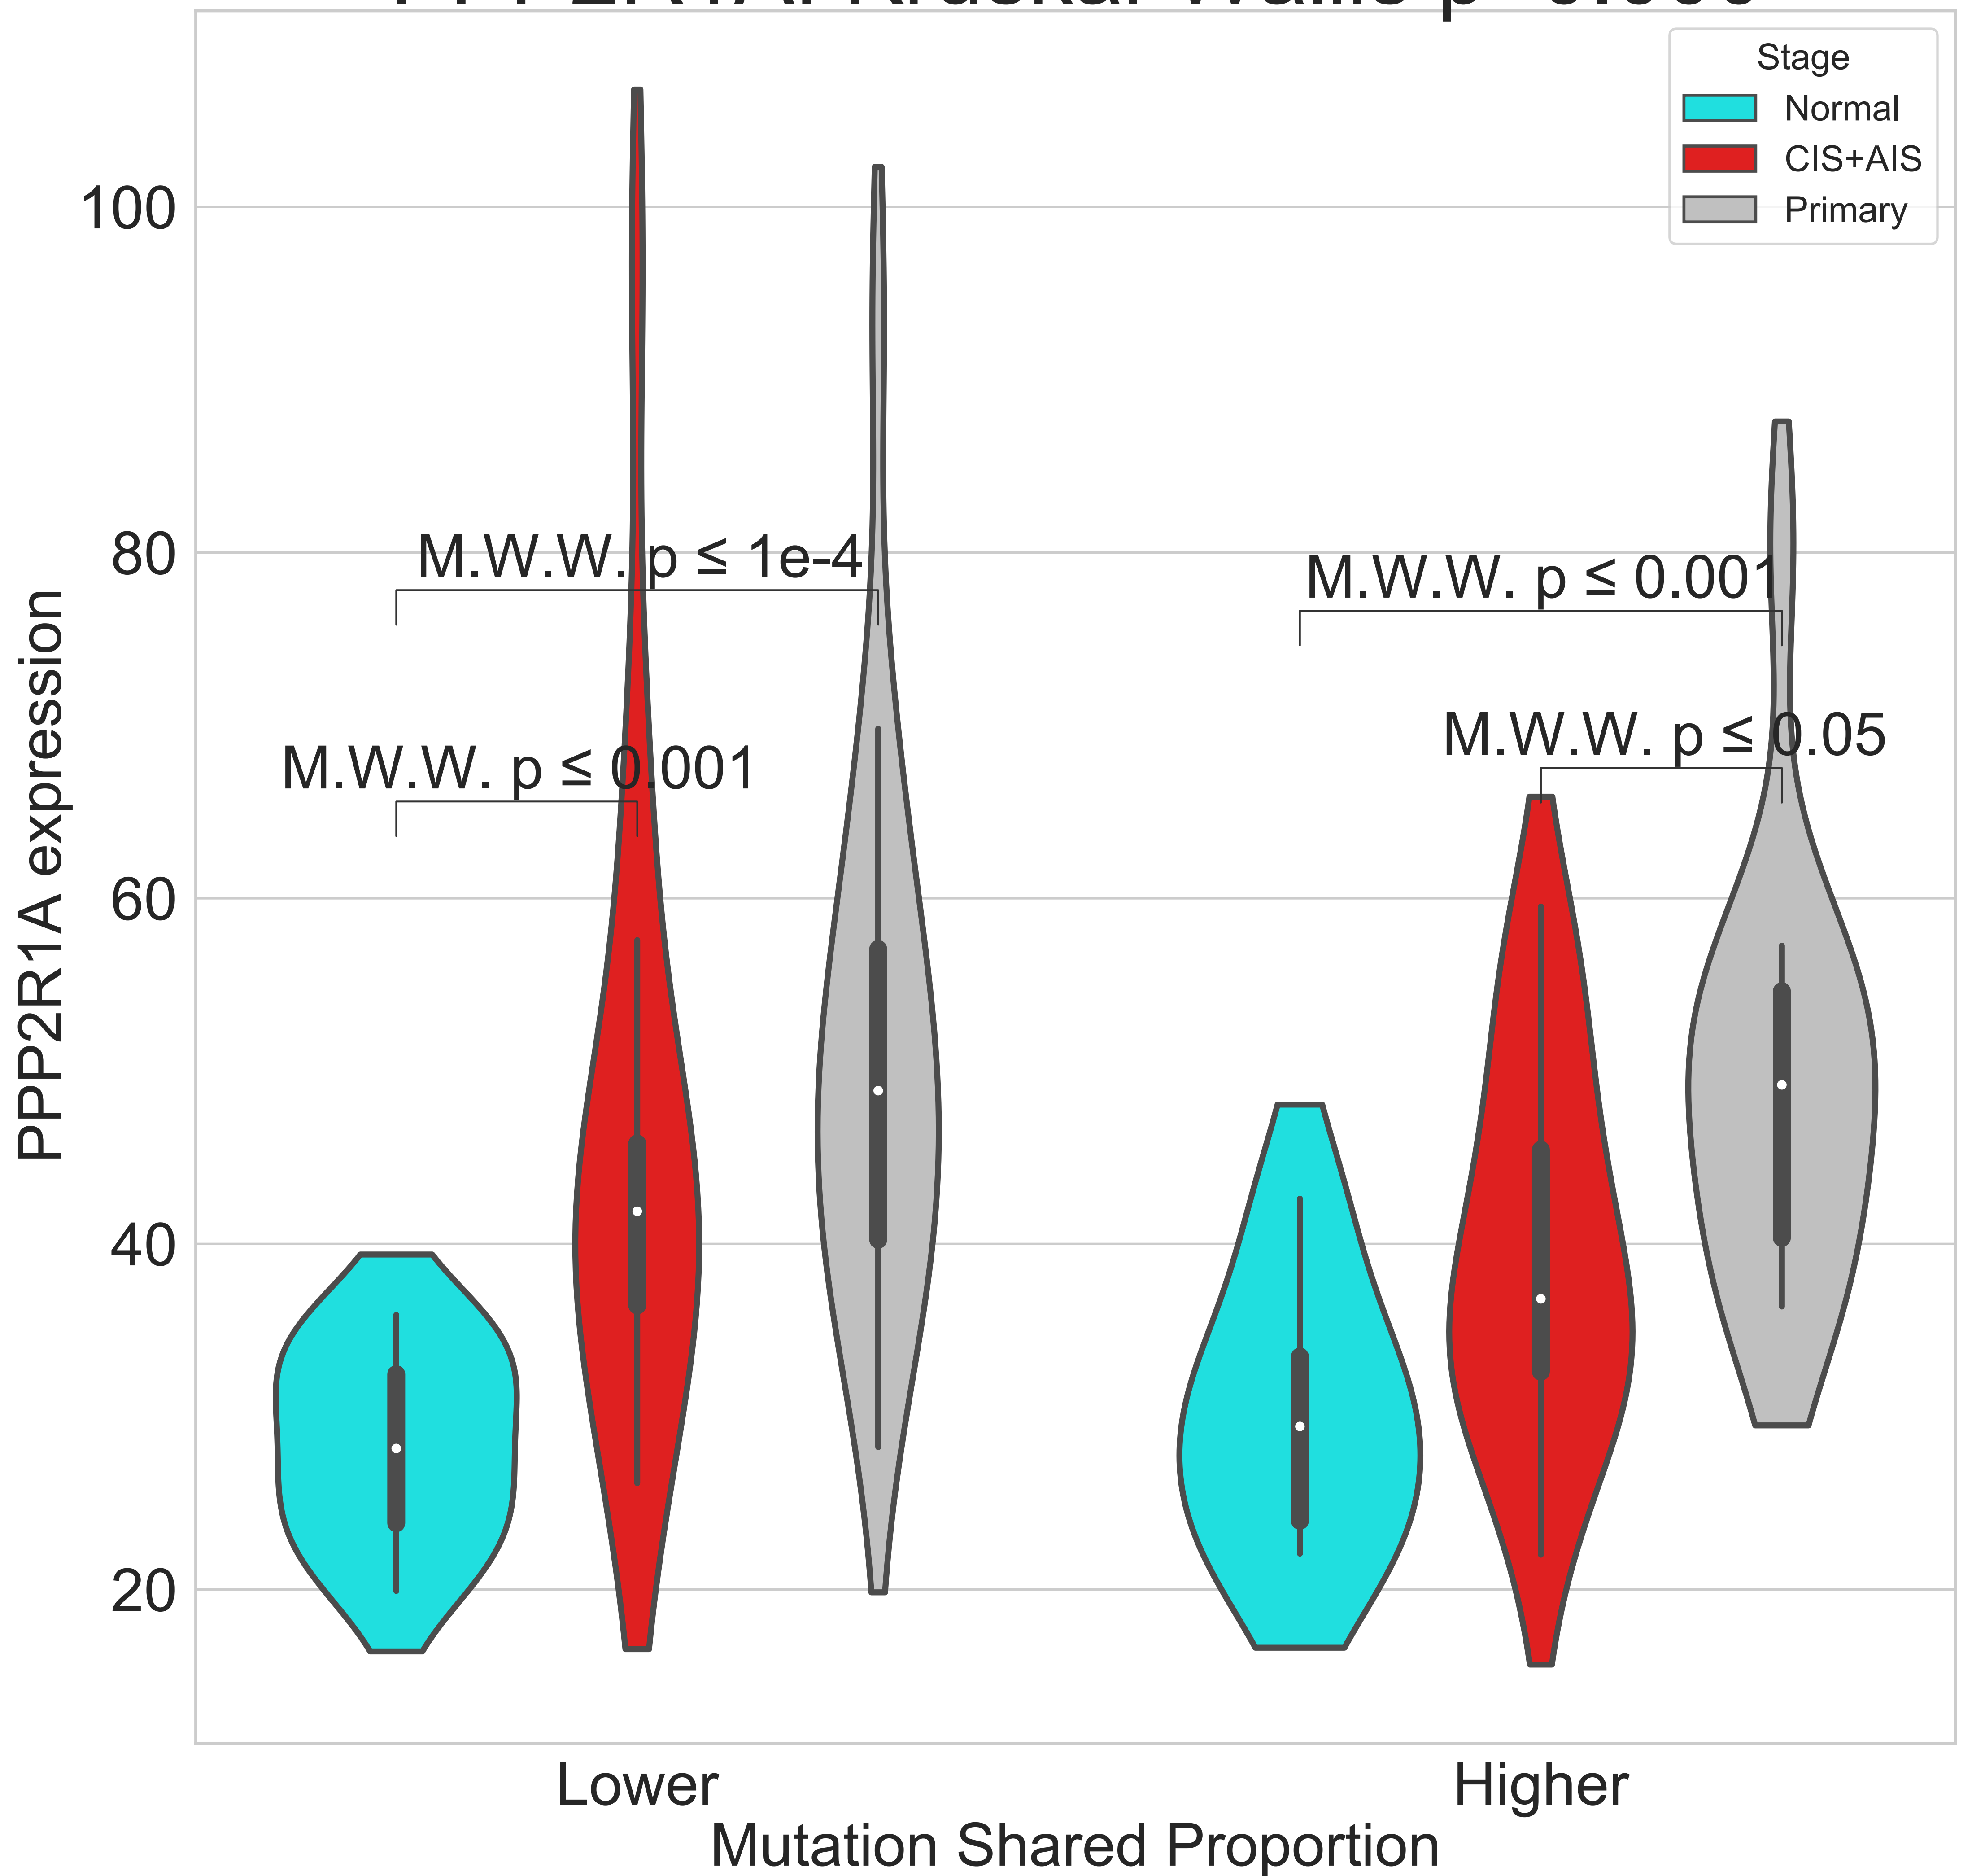 Stage
Normal
CIS+AIS
Primary
100
80
60
40
20
PPP2R1A expression
M.W.W. p ≤ 1e-4
M.W.W. p ≤ 0.001
M.W.W. p ≤ 0.001
M.W.W. p ≤ 0.05
Lower
Higher
Mutation Shared Proportion